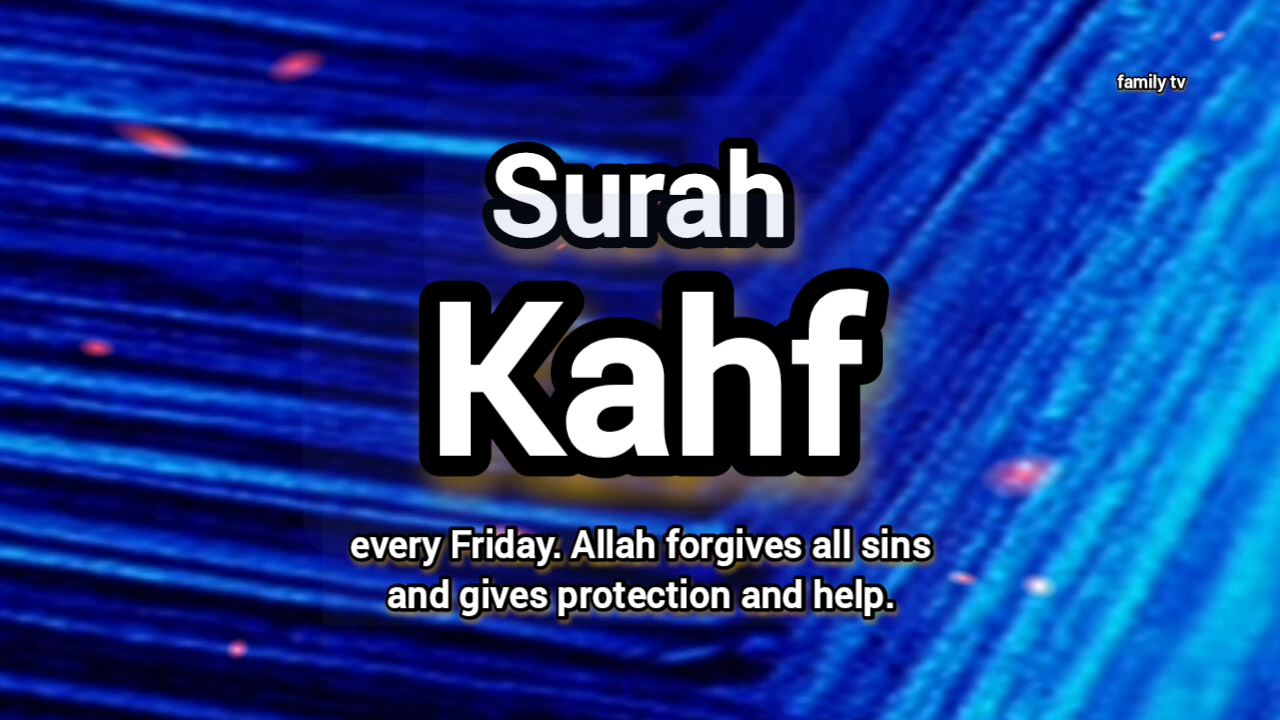 family tv
Surah
Kahf
every Friday. Allah forgives all sins
and gives protection and help.